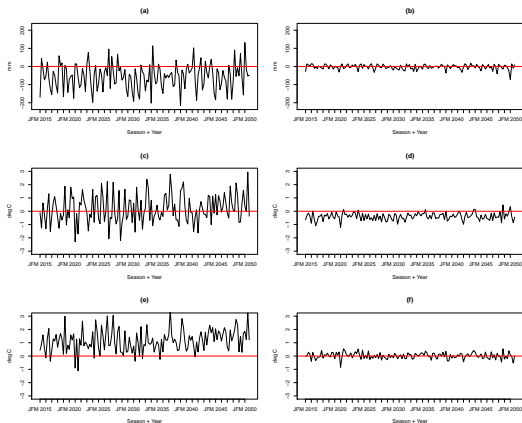 (a)
mm
200
100
0
-100
-200
JFM 2015
JFM 2020
JFM 2025
JFM 2030
JFM 2035
JFM 2040
JFM 2045
JFM 2050
Season + Year
(b)
mm
200
100
0
-100
-200
JFM 2015
JFM 2020
JFM 2025
JFM 2030
JFM 2035
JFM 2040
JFM 2045
JFM 2050
Season + Year
(c)
deg C
3
2
1
0
-1
-2
-3
JFM 2015
JFM 2020
JFM 2025
JFM 2030
JFM 2035
JFM 2040
JFM 2045
JFM 2050
Season + Year
(d)
deg C
3
2
1
0
-1
-2
-3
JFM 2015
JFM 2020
JFM 2025
JFM 2030
JFM 2035
JFM 2040
JFM 2045
JFM 2050
Season + Year
(e)
deg C
3
2
1
0
-1
-2
-3
JFM 2015
JFM 2020
JFM 2025
JFM 2030
JFM 2035
JFM 2040
JFM 2045
JFM 2050
Season + Year
(f)
deg C
3
2
1
0
-1
-2
-3
JFM 2015
JFM 2020
JFM 2025
JFM 2030
JFM 2035
JFM 2040
JFM 2045
JFM 2050
Season + Year